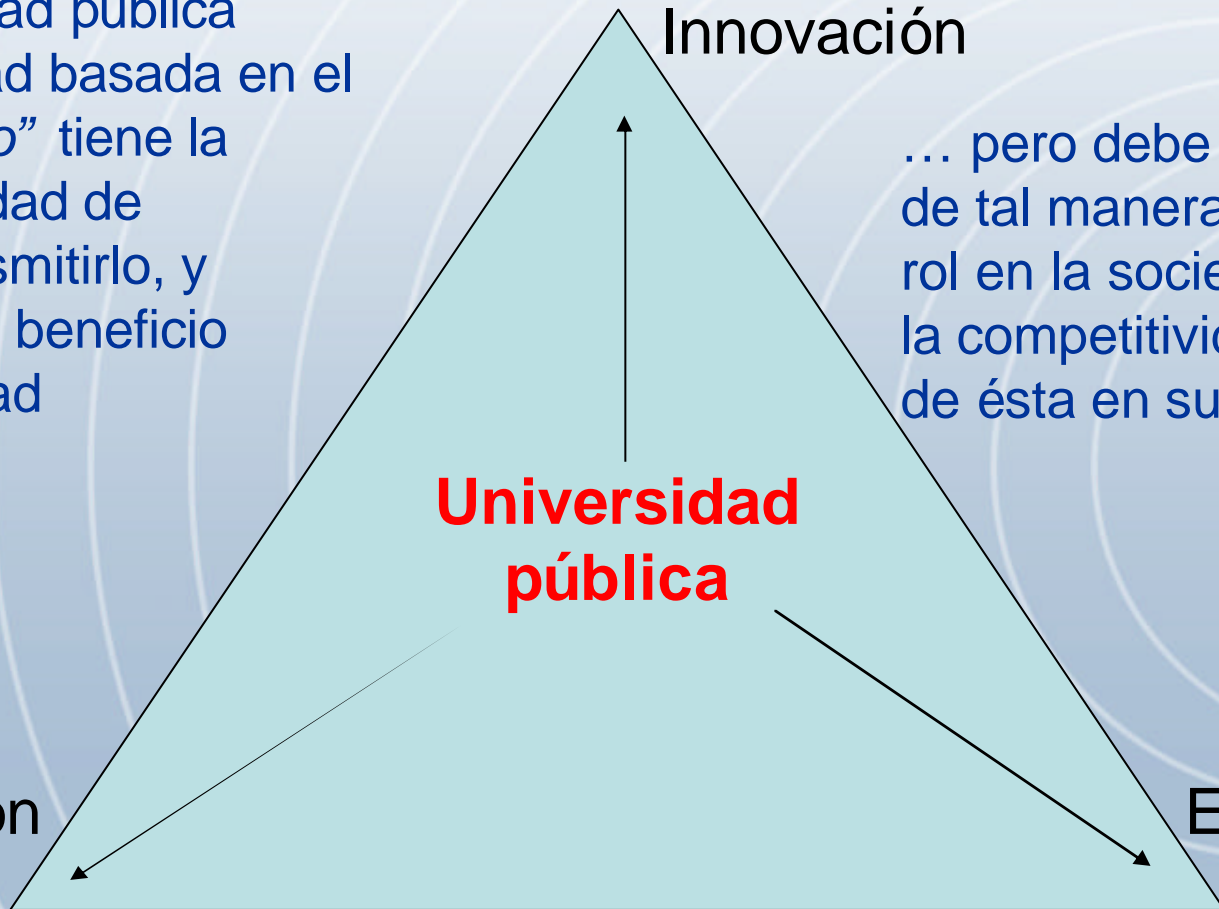 ad pública
ad basada en el
o” tiene la
dad de
smitirlo, y
beneficio
ad
Innovación
… pero debe
de tal manera
rol en la socie
la competitivi
de ésta en su
Universidad
pública
ón
E